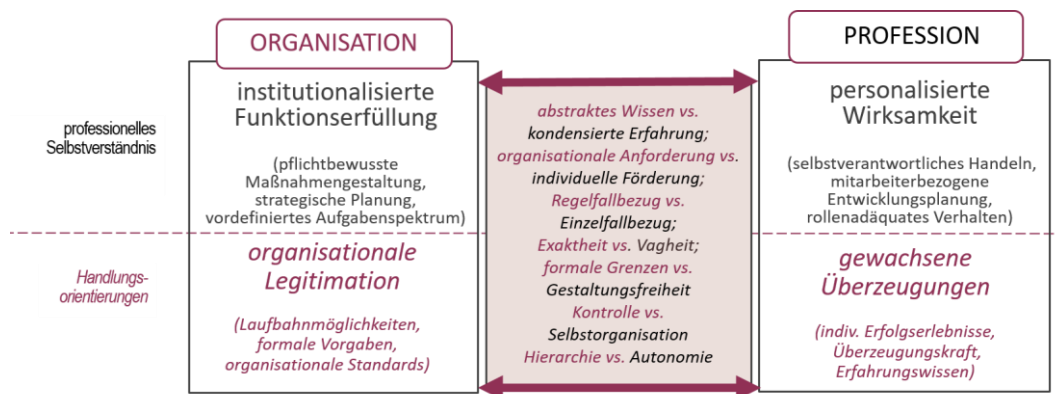 ORGANISATION
PROFESSION
professionelles
Selbstverständnis
institutionalisierte
Funktionserfüllung
(pflichtbewusste
Maßnahmengestaltung,
strategische Planung,
vordefiniertes Aufgabenspektrum)
abstraktes Wissen vs.
kondensierte Erfahrung;
organisationale Anforderung vs.
individuelle Förderung;
Regelfallbezug vs.
Einzelfallbezug;
Exaktheit vs. Vagheit;
formale Grenzen vs.
Gestaltungsfreiheit
Kontrolle vs.
Selbstorganisation
Hierarchie vs. Autonomie
personalisierte
Wirksamkeit
(selbstverantwortliches Handeln,
mitarbeiterbezogene
Entwicklungsplanung,
rollenadäquates Verhalten)
Handlungs-
orientierungen
organisationale
Legitimation
(Laufbahnmöglichkeiten,
formale Vorgaben,
organisationale Standards)
gewachsene
Überzeugungen
(indiv. Erfolgserlebnisse,
Überzeugungskraft,
Erfahrungswissen)